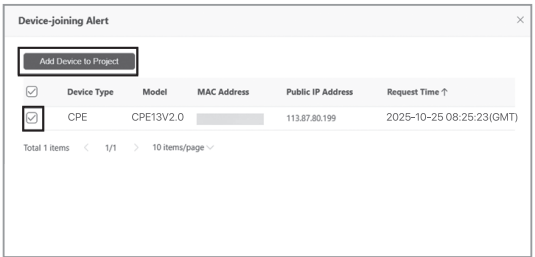 Device-joining Alert
Add Device to Project
Device Type Model MAC Address Public IP Address Request Time ↑
CPE CPE13V2.0 113.87.80.199 2025-10-25 08:25:23(GMT)
Total 1 items < 1/1 > 10 items/page